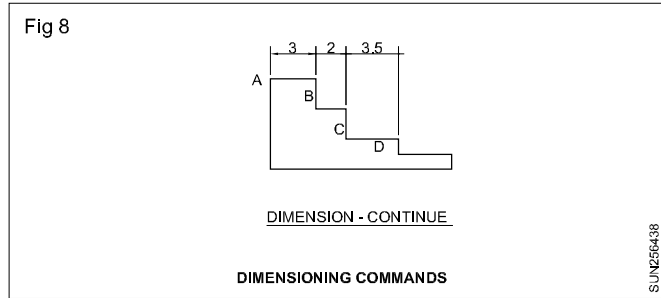 Fig 8
3 2 3.5
A
B
C
D
DIMENSION - CONTINUE
DIMENSIONING COMMANDS
SUN256438